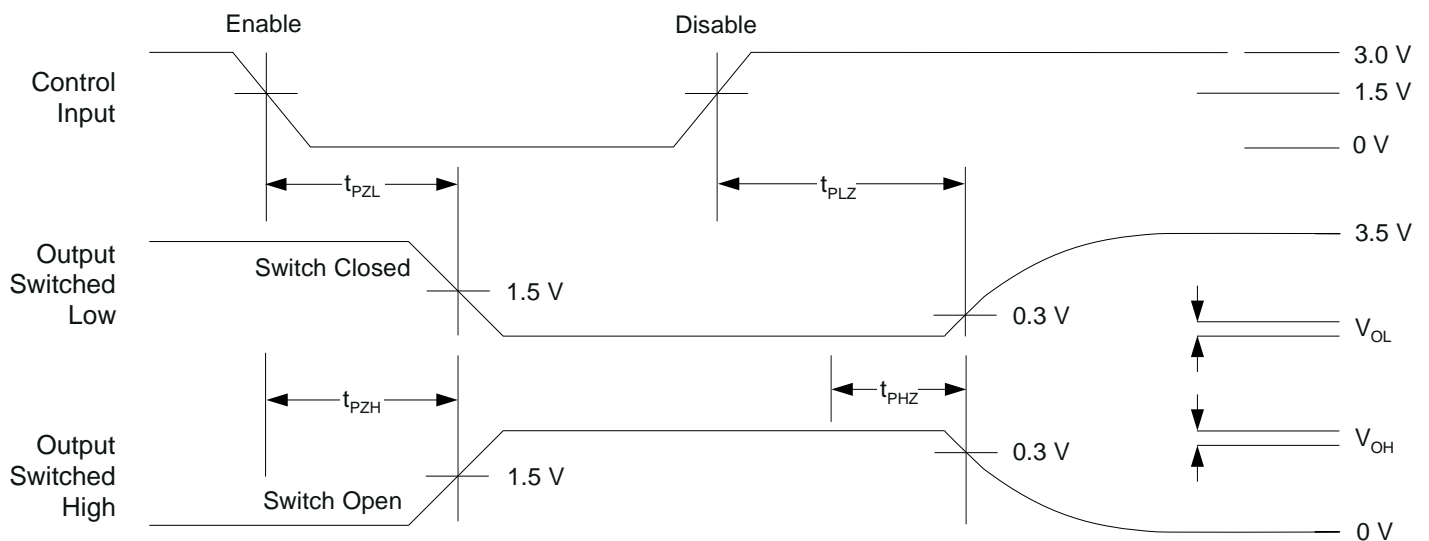 Enable
Disable
Control
Input
3.0 V
1.5 V
0 V
tPZL
tPLZ
Output
Switched
Low
Switch Closed
1.5 V
0.3 V
3.5 V
VOL
tPZH
tPHZ
Output
Switched
High
Switch Open
1.5 V
0.3 V
VOH
0 V